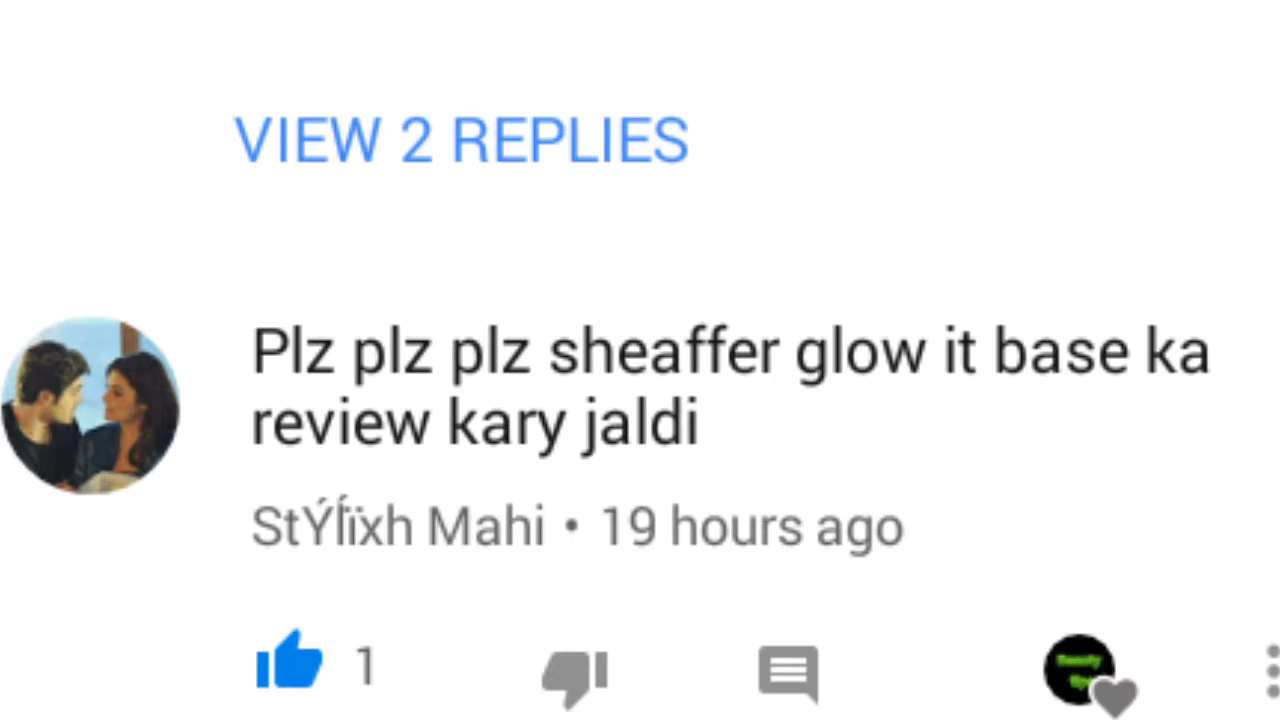 VIEW 2 REPLIES
Plz plz plz sheaffer glow it base ka
review kary jaldi
StÝĺïxh Mahi • 19 hours ago
1